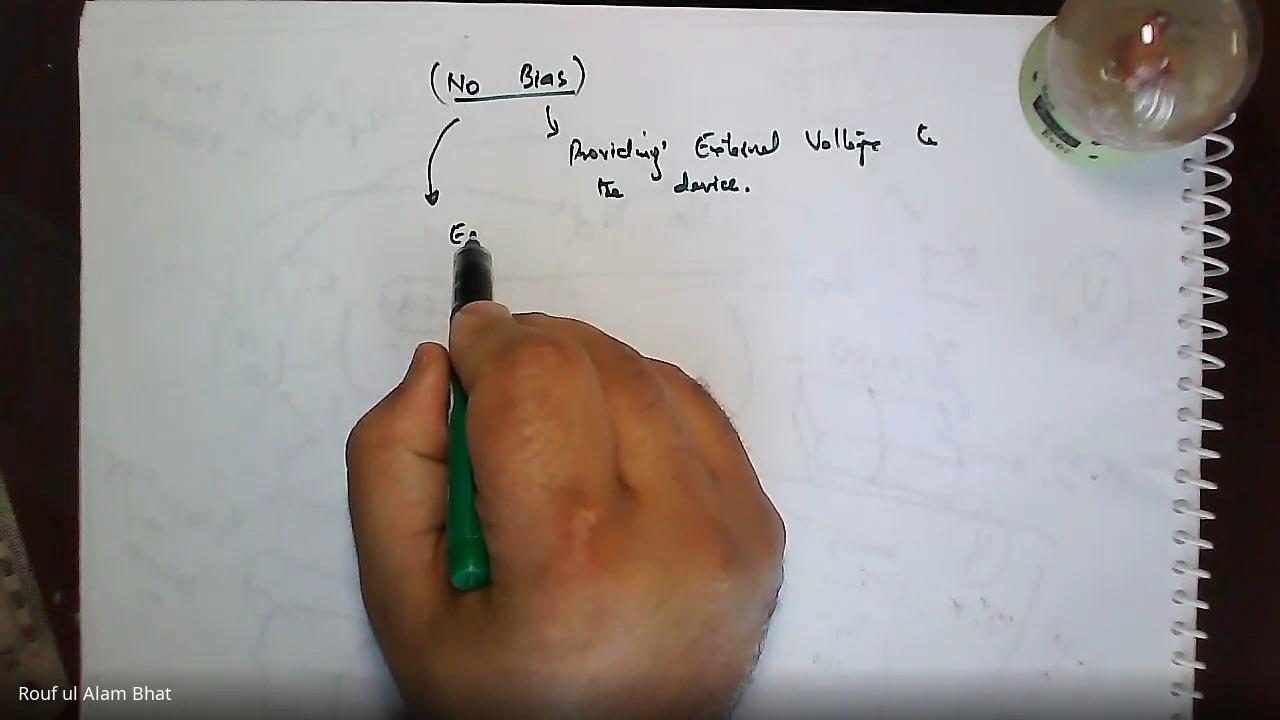 (No Bias)
Providing External Voltage to
the device.
Rouf ul Alam Bhat